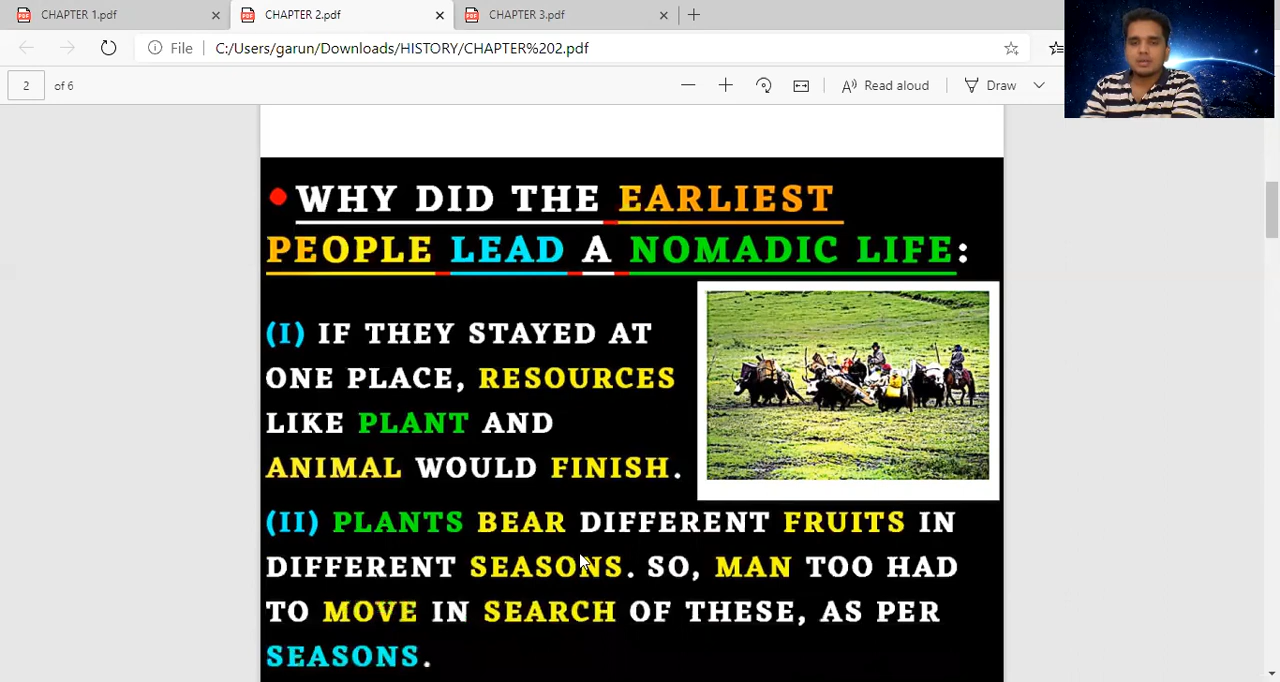 CHAPTER 1.pdf
CHAPTER 2.pdf
CHAPTER 3.pdf
File
C:/Users/garun/Downloads/HISTORY/CHAPTER%202.pdf
2 of 6
Read aloud
Draw
• WHY DID THE EARLIEST
PEOPLE LEAD A NOMADIC LIFE:
(I) IF THEY STAYED AT
ONE PLACE, RESOURCES
LIKE PLANT AND
ANIMAL WOULD FINISH.
(II) PLANTS BEAR DIFFERENT FRUITS IN
DIFFERENT SEASONS. SO, MAN TOO HAD
TO MOVE IN SEARCH OF THESE, AS PER
SEASONS.